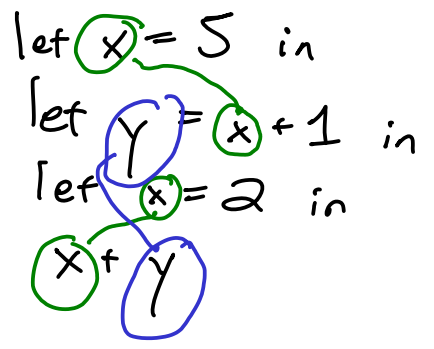 let x = 5 in
let y = x + 1 in
let x = 2 in
x + y